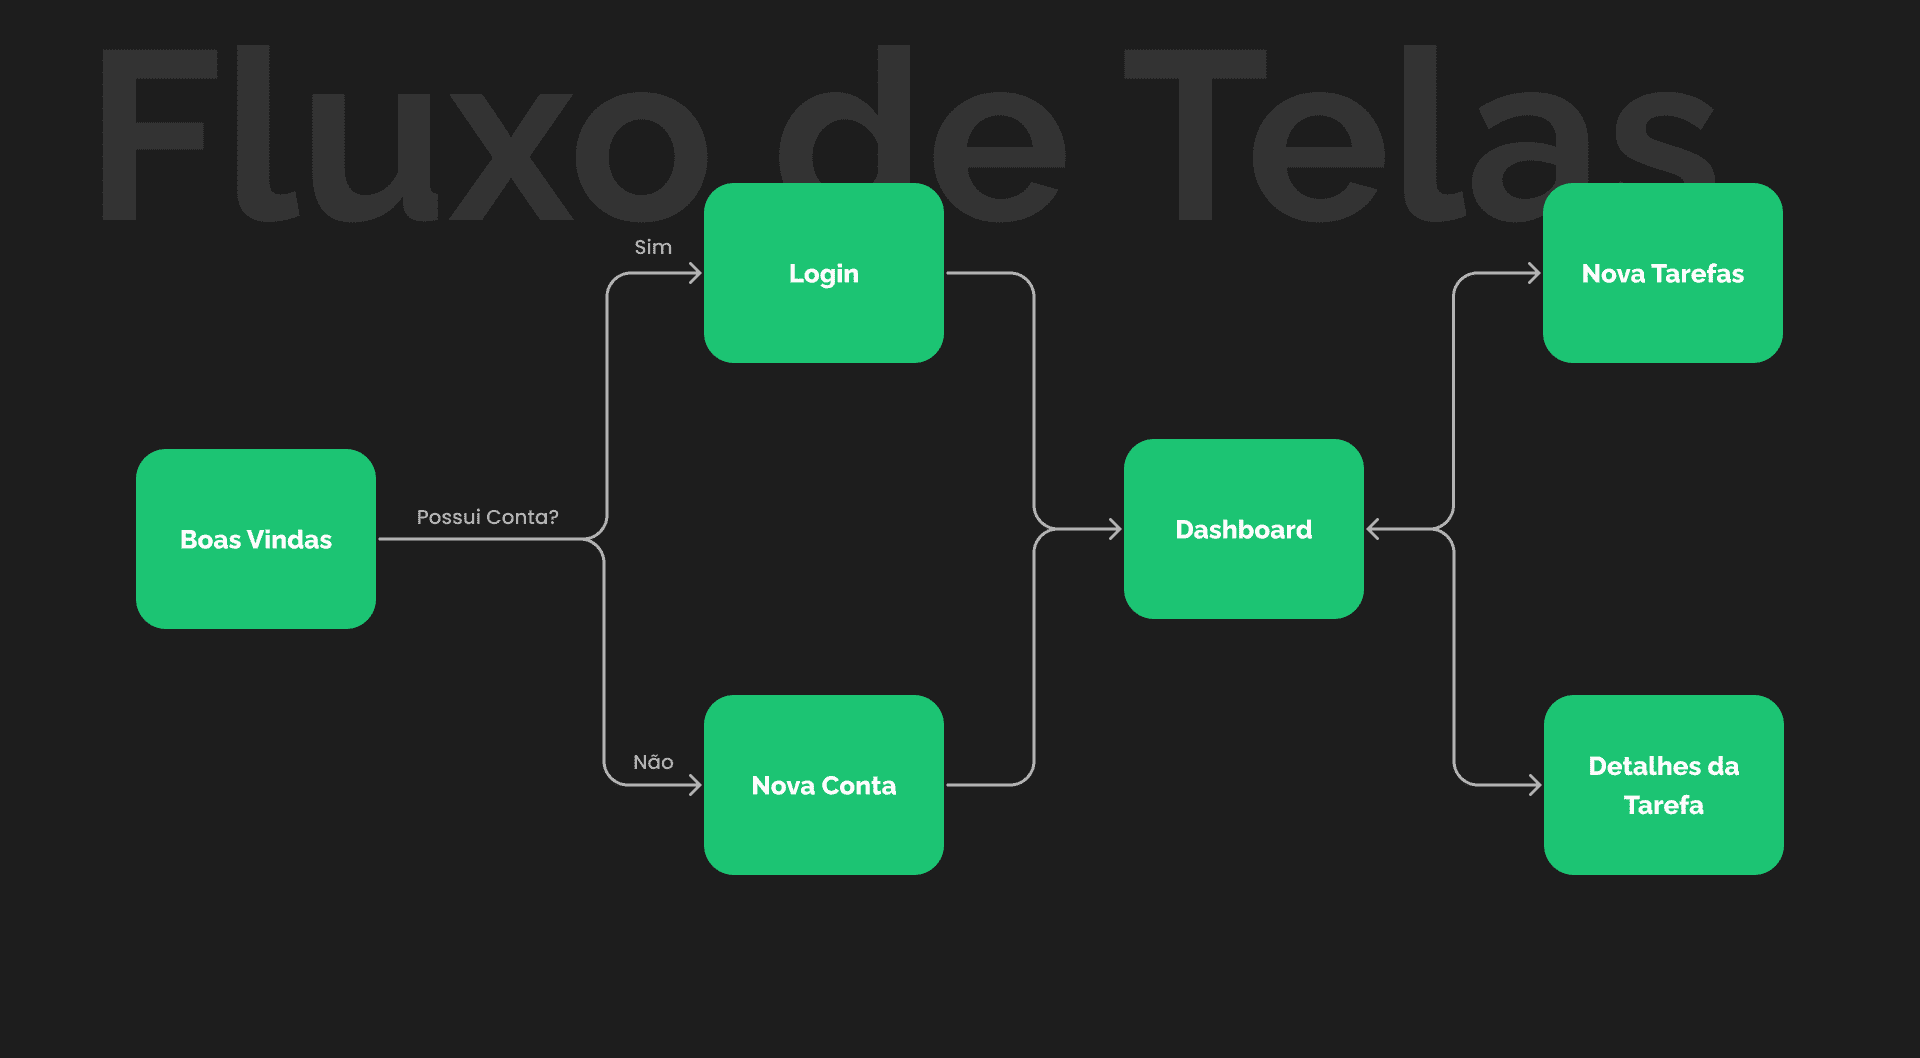 Fluxo de Telas
Sim
Login
Nova Tarefas
Possui Conta?
Boas Vindas
Dashboard
Não
Nova Conta
Detalhes da
Tarefa